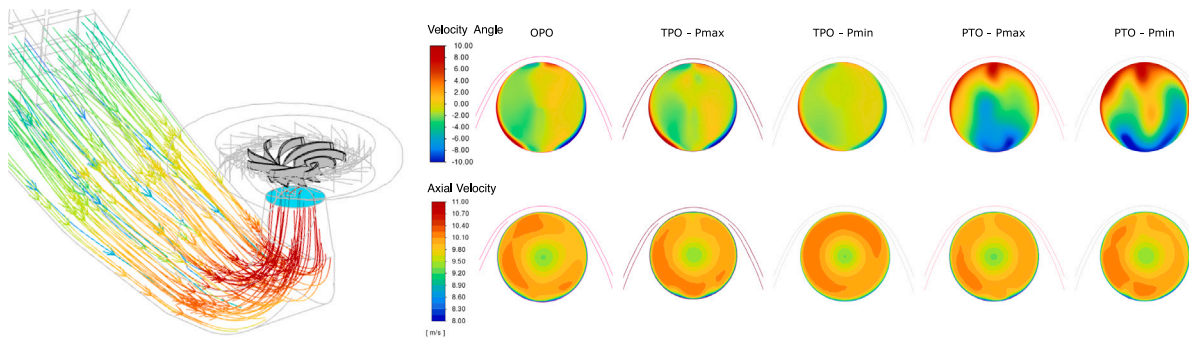 Velocity Angle
OPO
TPO - Pmax
TPO - Pmin
PTO - Pmax
PTO - Pmin
10.00
8.00
6.00
4.00
2.00
0.00
-2.00
-4.00
-6.00
-8.00
-10.00
Axial Velocity
11.00
10.70
10.40
10.10
9.80
9.50
9.20
8.90
8.60
8.30
8.00
[ m/s ]